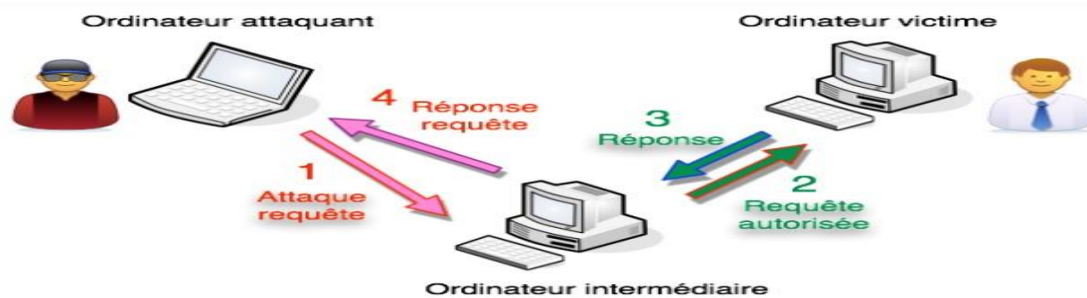 Ordinateur attaquant
Ordinateur victime
4 Réponse
requête
3
Réponse
1
Attaque
requête
2
Requête
autorisée
Ordinateur intermédiaire